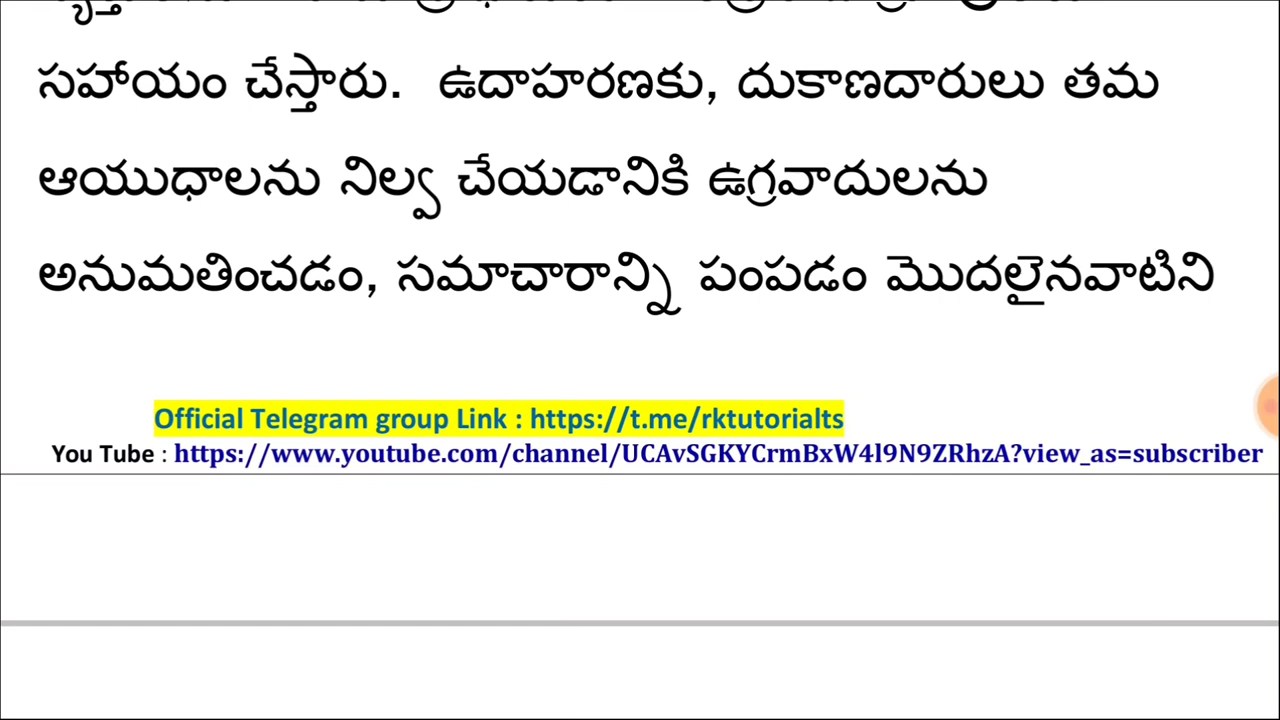 సహాయం చేస్తారు. ఉదాహరణకు, దుకాణదారులు తమ
ఆయుధాలను నిల్వ చేయడానికి ఉగ్రవాదులను
అనుమతించడం, సమాచారాన్ని పంపడం మొదలైనవాటిని
Official Telegram group Link : https://t.me/rktutorialts
You Tube : https://www.youtube.com/channel/UCAvSGKYCrmBxW4l9N9ZRhzA?view_as=subscriber